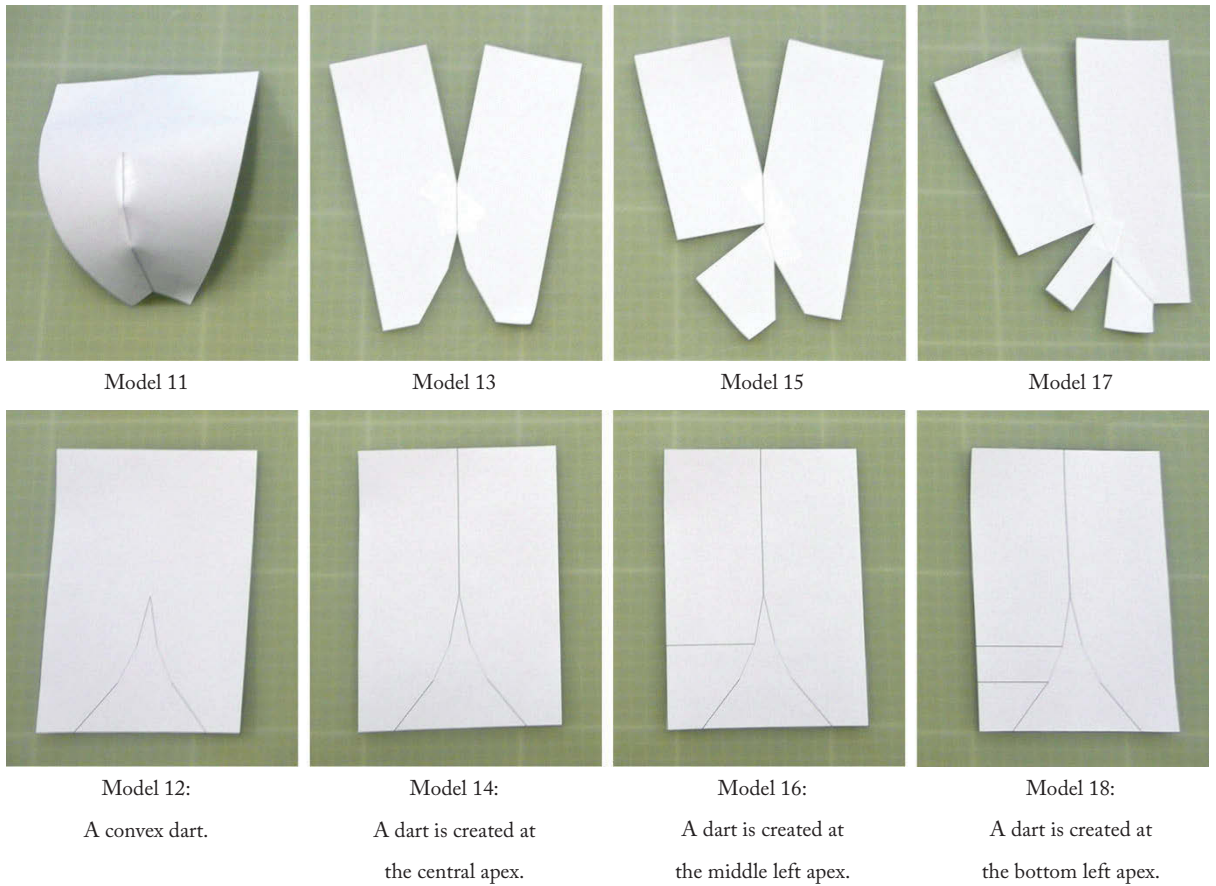 Model 11
Model 13
Model 15
Model 17
Model 12:
A convex dart.
Model 14:
A dart is created at
the central apex.
Model 16:
A dart is created at
the middle left apex.
Model 18:
A dart is created at
the bottom left apex.